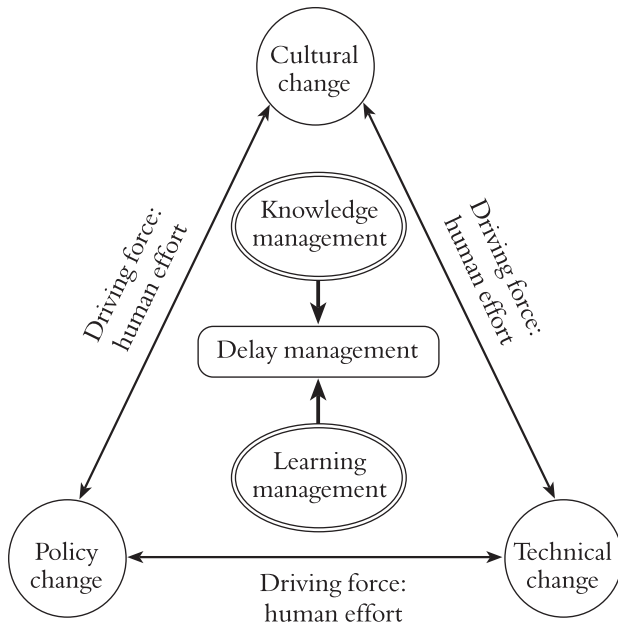 Cultural
change
Driving force:
human effort
Driving force:
human effort
Knowledge
management
Delay management
Learning
management
Policy
change
Technical
change
Driving force:
human effort